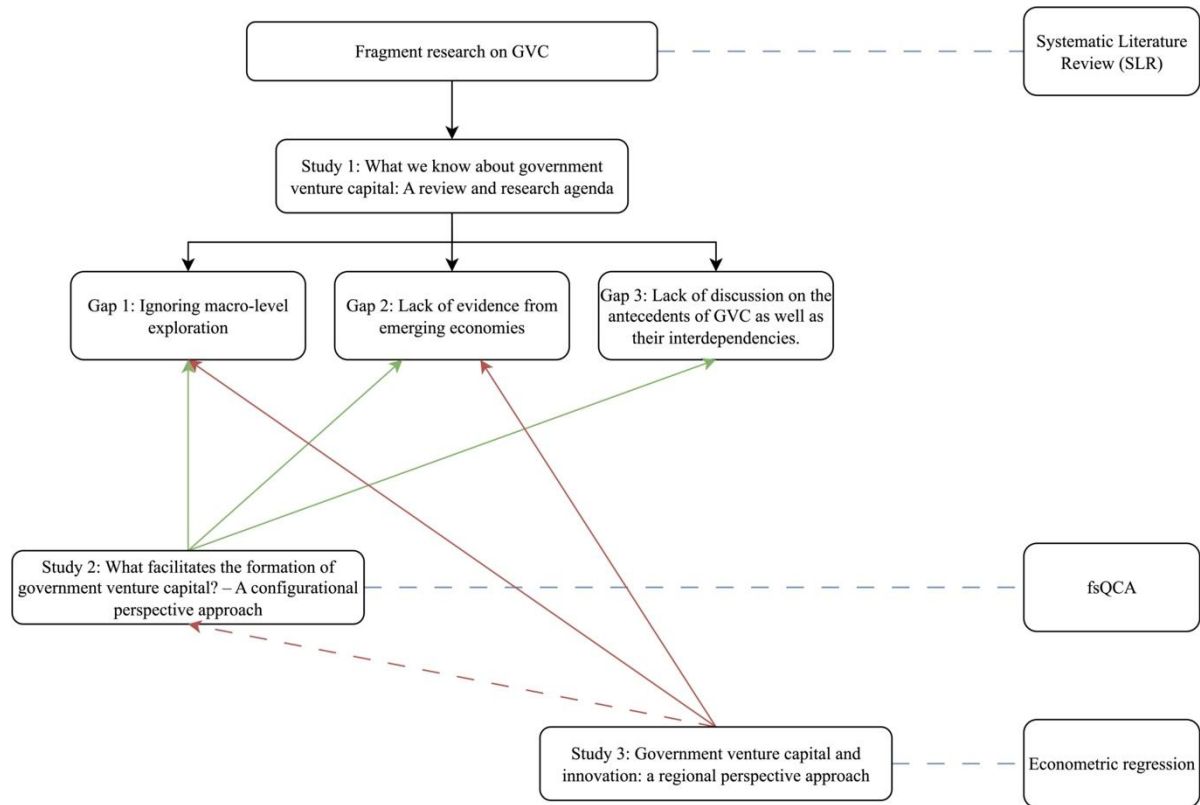 Fragment research on GVC
Systematic Literature
Review (SLR)
Study 1: What we know about government
venture capital: A review and research agenda
Gap 1: Ignoring macro-level
exploration
Gap 2: Lack of evidence from
emerging economies
Gap 3: Lack of discussion on the
antecedents of GVC as well as
their interdependencies.
Study 2: What facilitates the formation of
government venture capital? – A configurational
perspective approach
fsQCA
Study 3: Government venture capital and
innovation: a regional perspective approach
Econometric regression